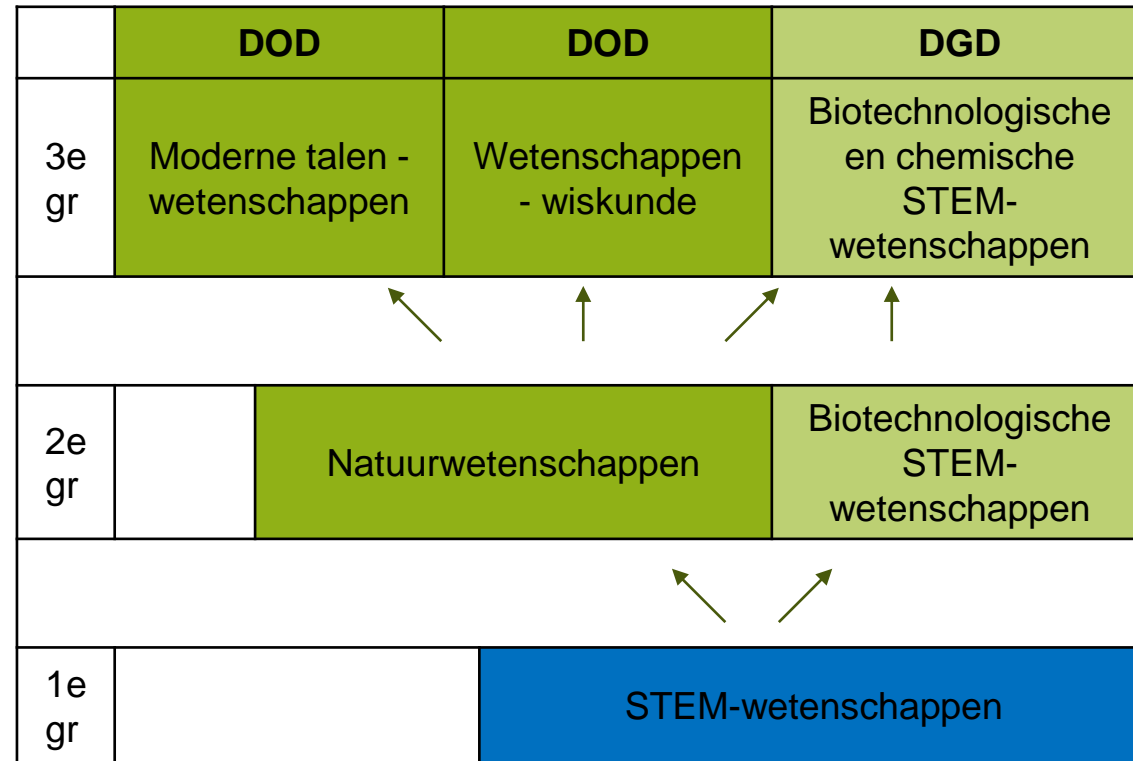 DOD
DOD
DGD
3e
gr
Moderne talen -
wetenschappen
Wetenschappen
- wiskunde
Biotechnologische
en chemische
STEM-
wetenschappen
2e
gr
Natuurwetenschappen
Biotechnologische
STEM-
wetenschappen
1e
gr
STEM-wetenschappen